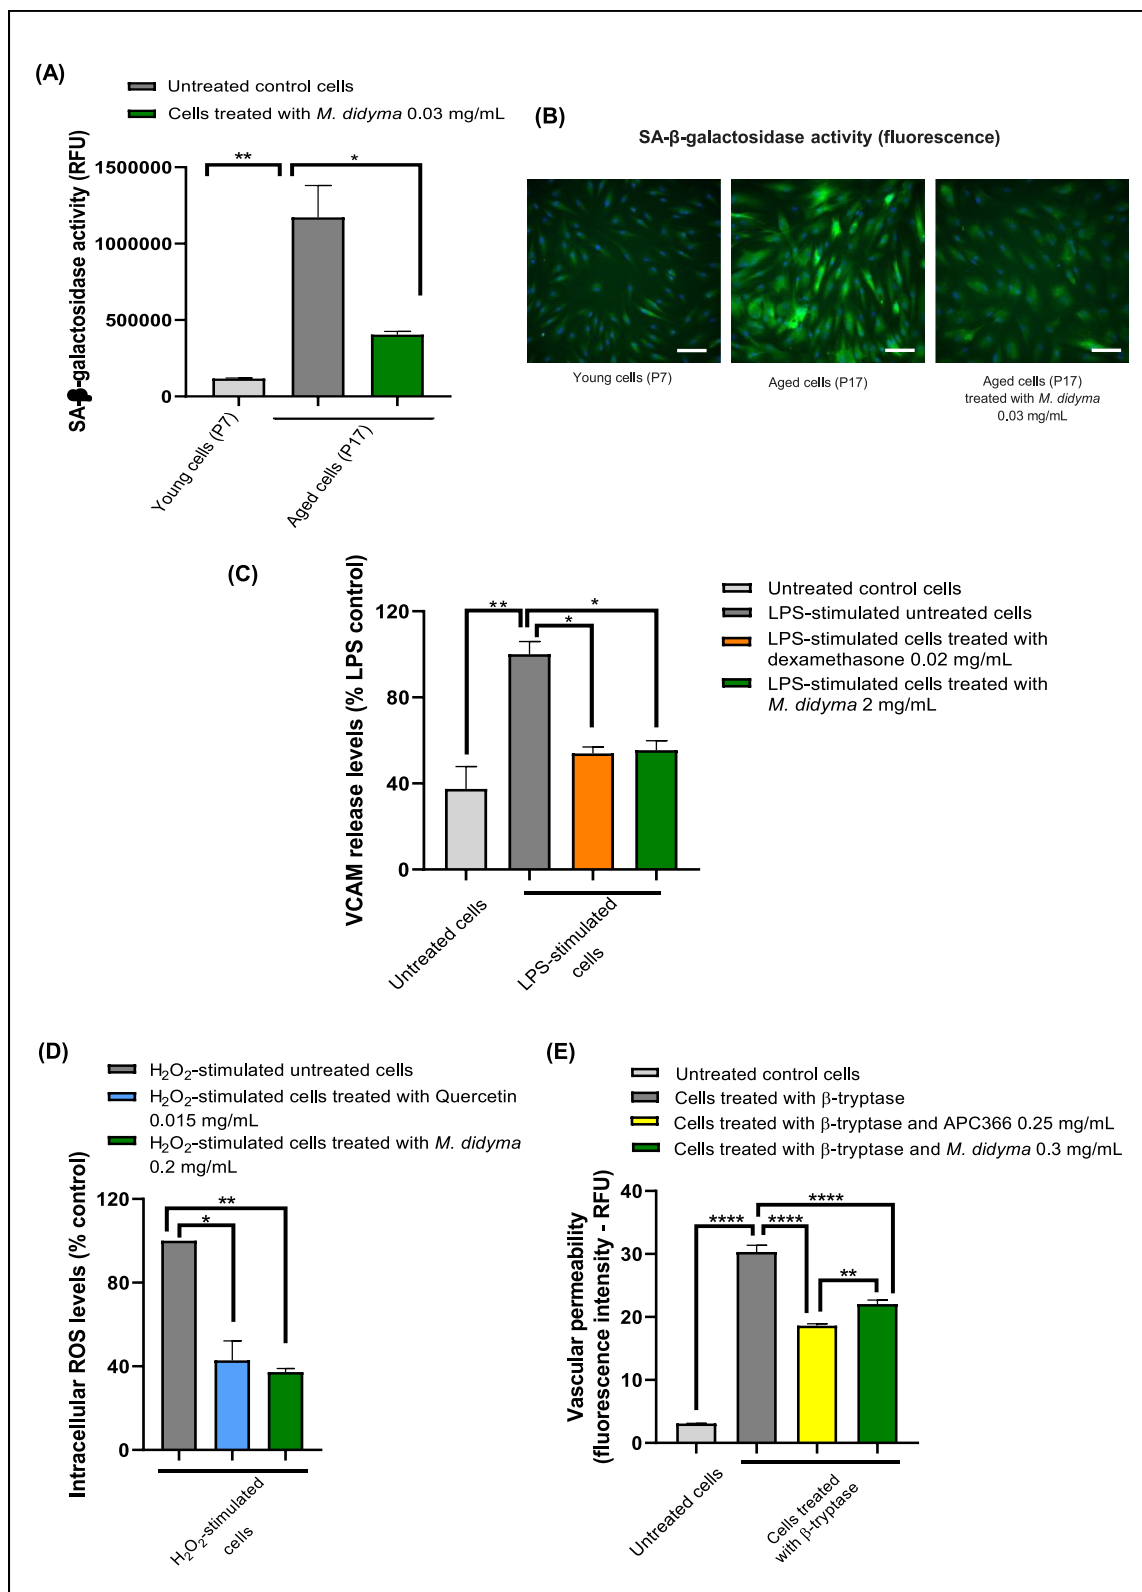 (A)
Untreated control cells
Cells treated with M. didyma 0.03 mg/mL
SA-β-galactosidase activity (RFU)
1500000
1000000
500000
0
**
*
Young cells (P7)
Aged cells (P17)
(B)
SA-β-galactosidase activity (fluorescence)
Young cells (P7)
Aged cells (P17)
Aged cells (P17)
treated with M. didyma
0.03 mg/mL
(C)
Untreated control cells
LPS-stimulated untreated cells
LPS-stimulated cells treated with
dexamethasone 0.02 mg/mL
LPS-stimulated cells treated with
M. didyma 2 mg/mL
VCAM release levels (% LPS control)
120
80
40
0
**
*
*
Untreated cells
LPS-stimulated
cells
(D)
H₂O₂-stimulated untreated cells
H₂O₂-stimulated cells treated with Quercetin
0.015 mg/mL
H₂O₂-stimulated cells treated with M. didyma
0.2 mg/mL
Intracellular ROS levels (% control)
120
80
40
0
**
*
H₂O₂-stimulated
cells
(E)
Untreated control cells
Cells treated with β-tryptase
Cells treated with β-tryptase and APC366 0.25 mg/mL
Cells treated with β-tryptase and M. didyma 0.3 mg/mL
Vascular permeability
(fluorescence intensity - RFU)
40
30
20
10
0
****
****
****
**
Untreated cells
Cells treated
with β-tryptase